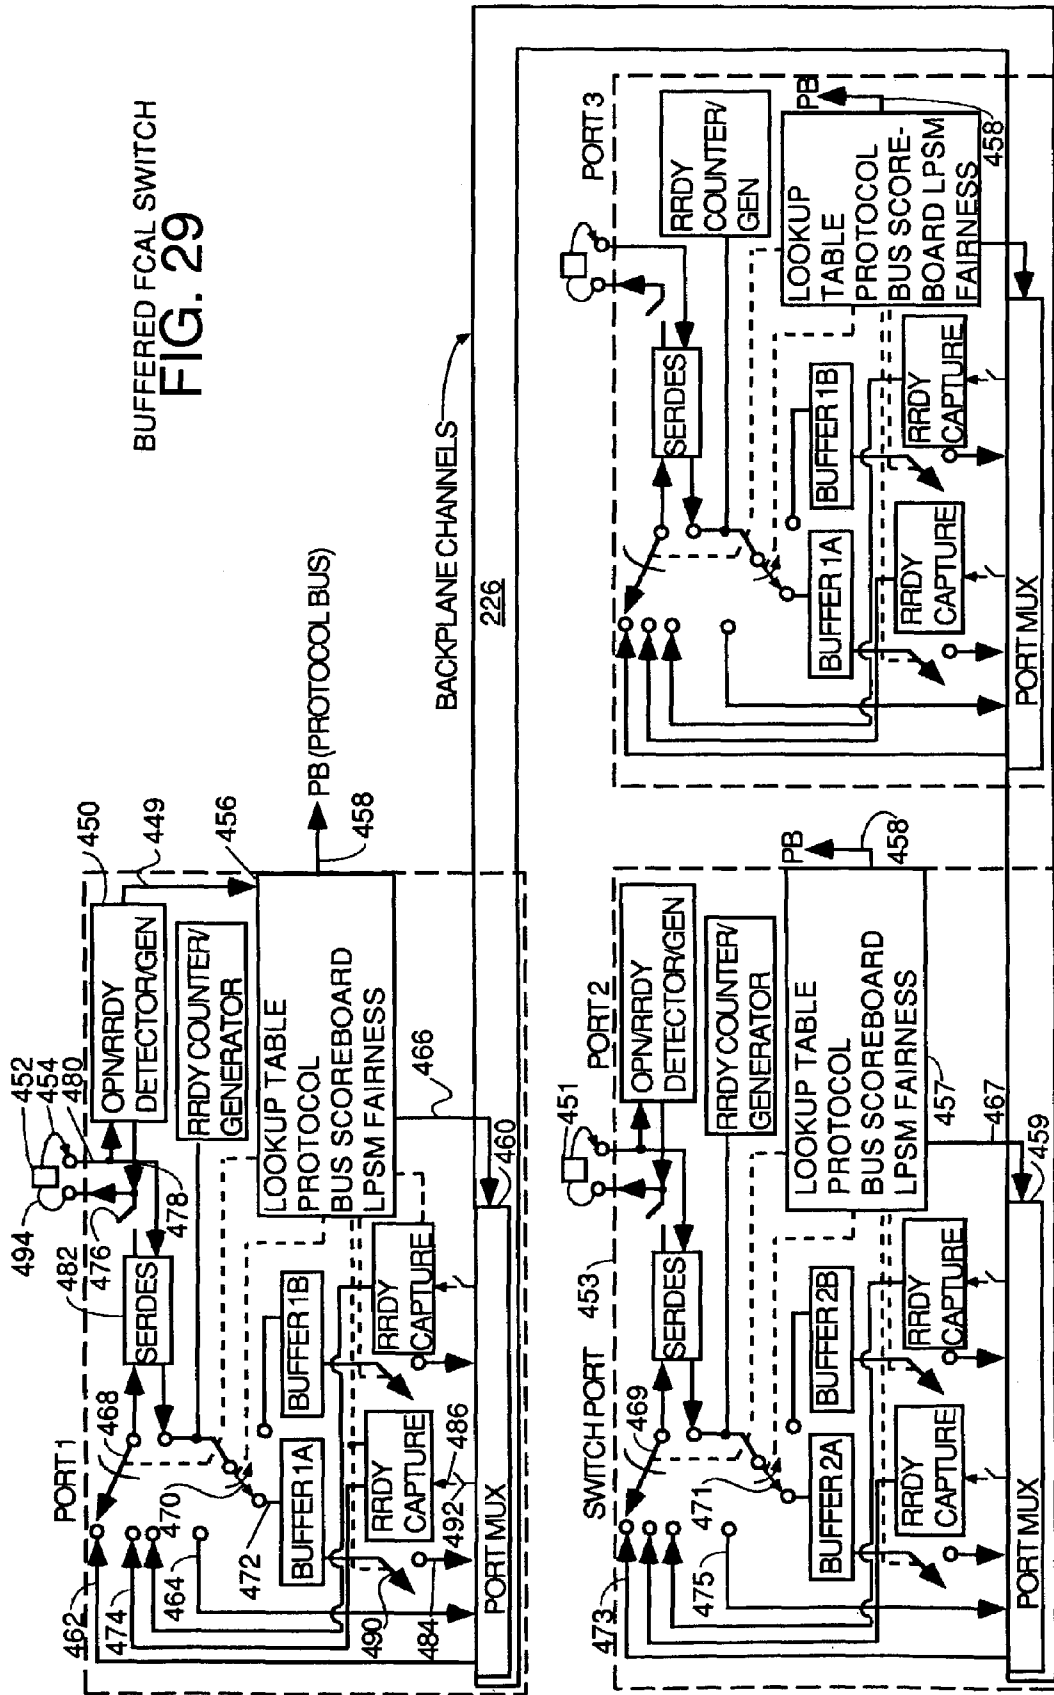 BUFFERED FCAL SWITCH
FIG. 29
PORT 1
494
452
454
480
476
482
478
450
449
456
OPN/RRDY
DETECTOR/GEN
SERDES
RRDY COUNTER/
GENERATOR
468
462
474
464
470
472
LOOKUP TABLE
PROTOCOL
BUS SCOREBOARD
LPSM FAIRNESS
PB (PROTOCOL BUS)
458
BUFFER 1A
BUFFER 1B
RRDY
CAPTURE
RRDY
CAPTURE
466
460
486
492
490
484
PORT MUX
BACKPLANE CHANNELS
226
SWITCH PORT
453
PORT 2
451
OPN/RRDY
DETECTOR/GEN
SERDES
RRDY COUNTER/
GENERATOR
469
473
475
471
LOOKUP TABLE
PROTOCOL
BUS SCOREBOARD
LPSM FAIRNESS
PB
458
457
467
459
BUFFER 2A
BUFFER 2B
RRDY
CAPTURE
RRDY
CAPTURE
PORT MUX
PORT 3
SERDES
RRDY
COUNTER/
GEN
LOOKUP
TABLE
PROTOCOL
BUS SCORE-
BOARD LPSM
FAIRNESS
PB
458
BUFFER 1A
BUFFER 1B
RRDY
CAPTURE
RRDY
CAPTURE
PORT MUX